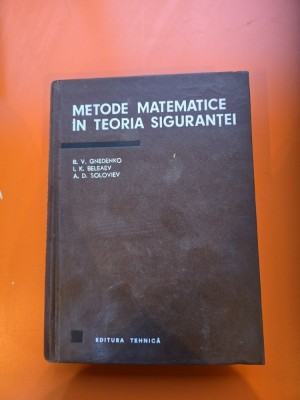 METODE MATEMATICE
ÎN TEORIA SIGURANȚEI
B. V. GNEDENKO
I. K. BELEAEV
A. D. SOLOVIEV
EDITURA TEHNICĂ